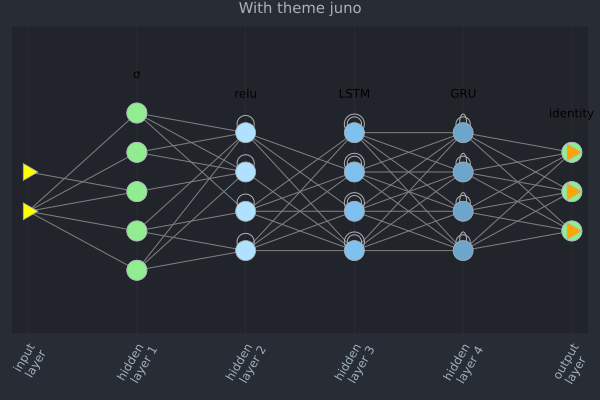 With theme juno
σ
relu
LSTM
GRU
identity
input
layer
hidden
layer 1
hidden
layer 2
hidden
layer 3
hidden
layer 4
output
layer